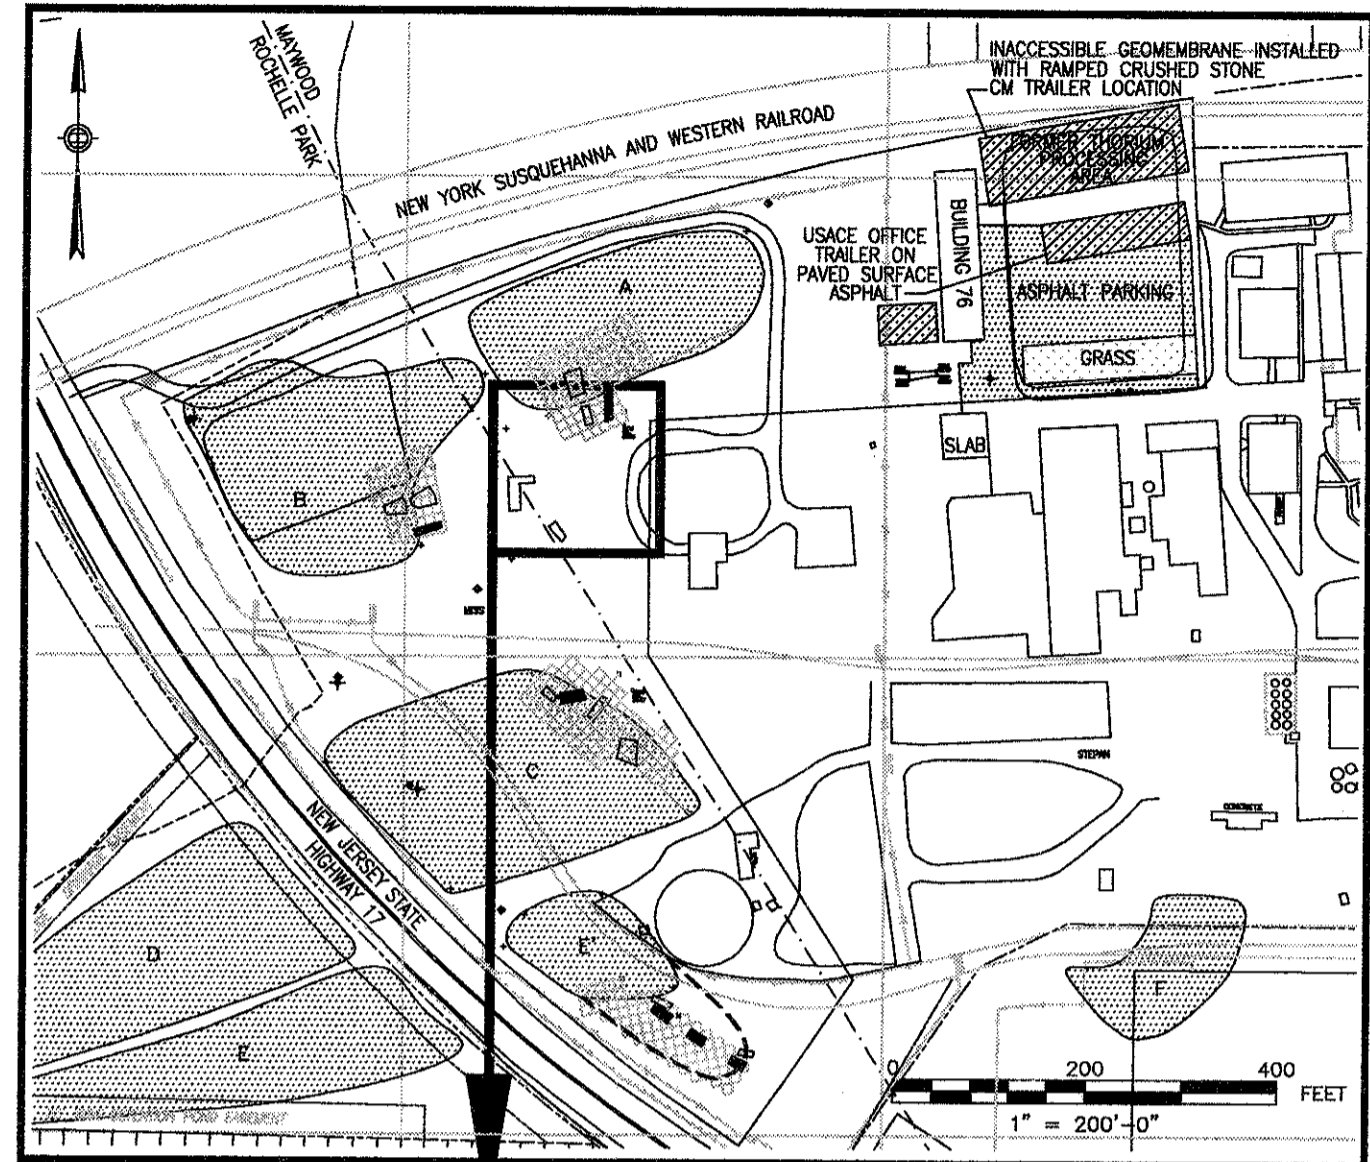 MAYWOOD
ROCHELLE PARK
INACCESSIBLE GEOMEMBRANE INSTALLED
WITH RAMPED CRUSHED STONE
CM TRAILER LOCATION
NEW YORK SUSQUEHANNA AND WESTERN RAILROAD
FORMER THORIUM
PROCESSING
AREA
BUILDING 76
USACE OFFICE
TRAILER ON
PAVED SURFACE
ASPHALT
ASPHALT PARKING
GRASS
SLAB
A
B
MISS
C
STEPAN
CONCRETE
NEW JERSEY STATE
HIGHWAY 17
D
E'
E
F
0 200 400
FEET
1" = 200'-0"